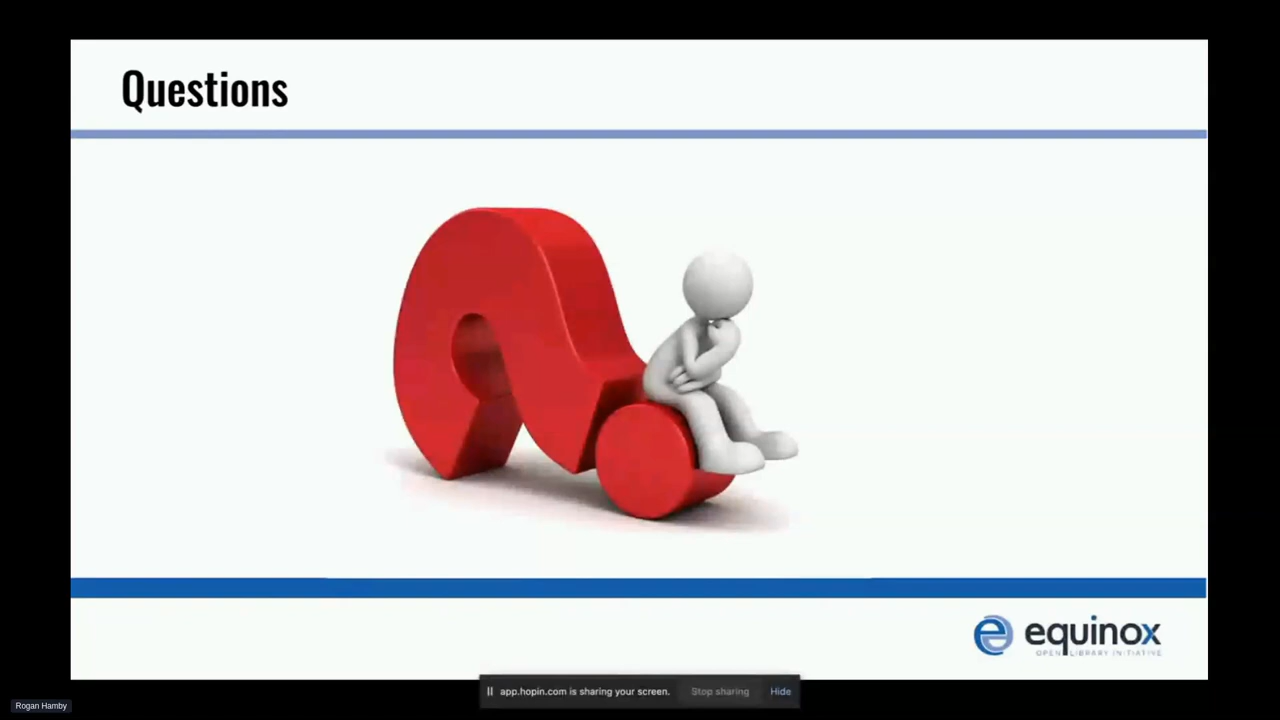 Questions
equinox
OPEN LIBRARY INITIATIVE
app.hopin.com is sharing your screen. Stop sharing Hide
Rogan Hamby